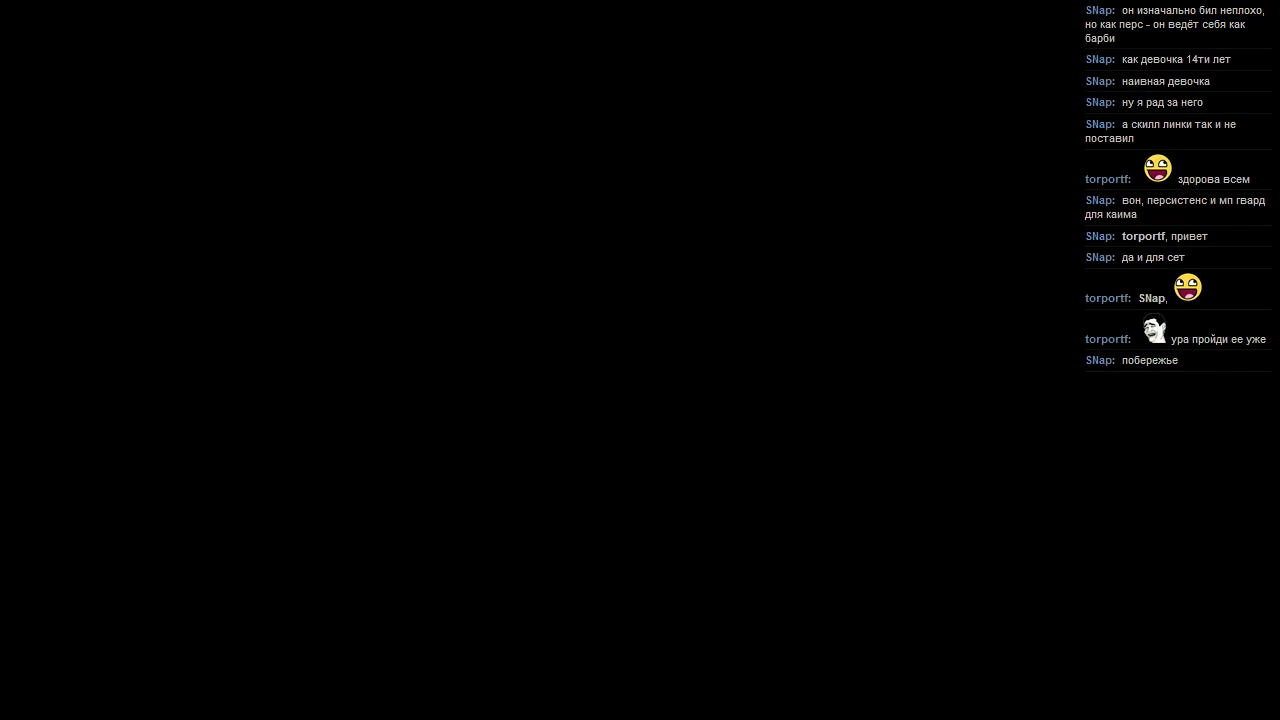 SNap: он изначально бил неплохо,
но как перс - он ведёт себя как
барби
SNap: как девочка 14ти лет
SNap: наивная девочка
SNap: ну я рад за него
SNap: а скилл линки так и не
поставил
torportf: здорова всем
SNap: вон, персистенс и мп гвард
для каима
SNap: torportf, привет
SNap: да и для сет
torportf: SNap,
torportf: ура пройди ее уже
SNap: побережье